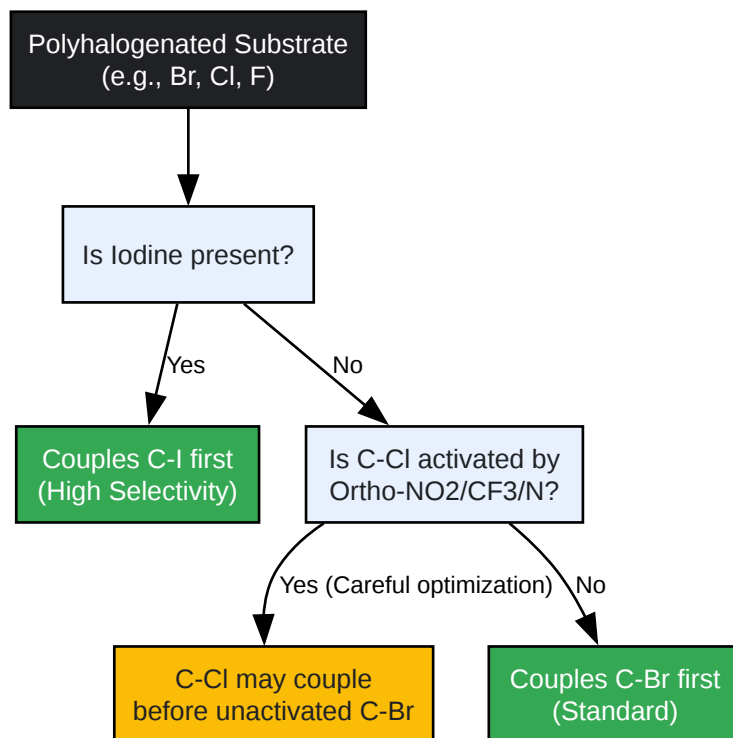 Polyhalogenated Substrate
(e.g., Br, Cl, F)
Is Iodine present?
Yes
No
Couples C-I first
(High Selectivity)
Is C-Cl activated by
Ortho-NO2/CF3/N?
Yes (Careful optimization)
No
C-Cl may couple
before unactivated C-Br
Couples C-Br first
(Standard)